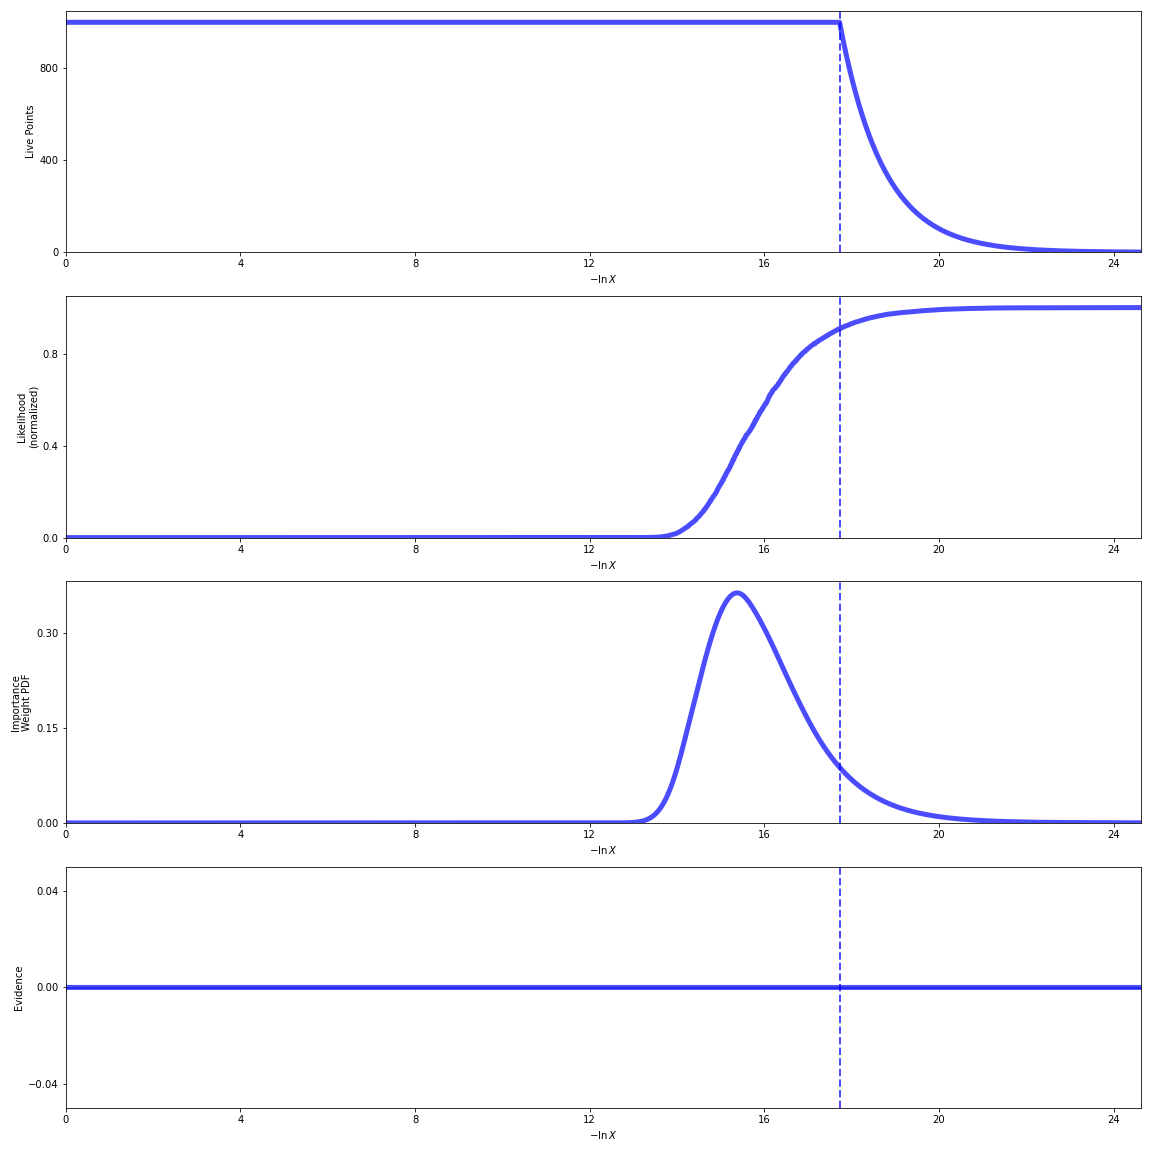 800
400
0
Live Points
0 4 8 12 16 20 24
−ln X
0.8
0.4
0.0
Likelihood
(normalized)
0 4 8 12 16 20 24
−ln X
0.30
0.15
0.00
Importance
Weight PDF
0 4 8 12 16 20 24
−ln X
0.04
0.00
−0.04
Evidence
0 4 8 12 16 20 24
−ln X